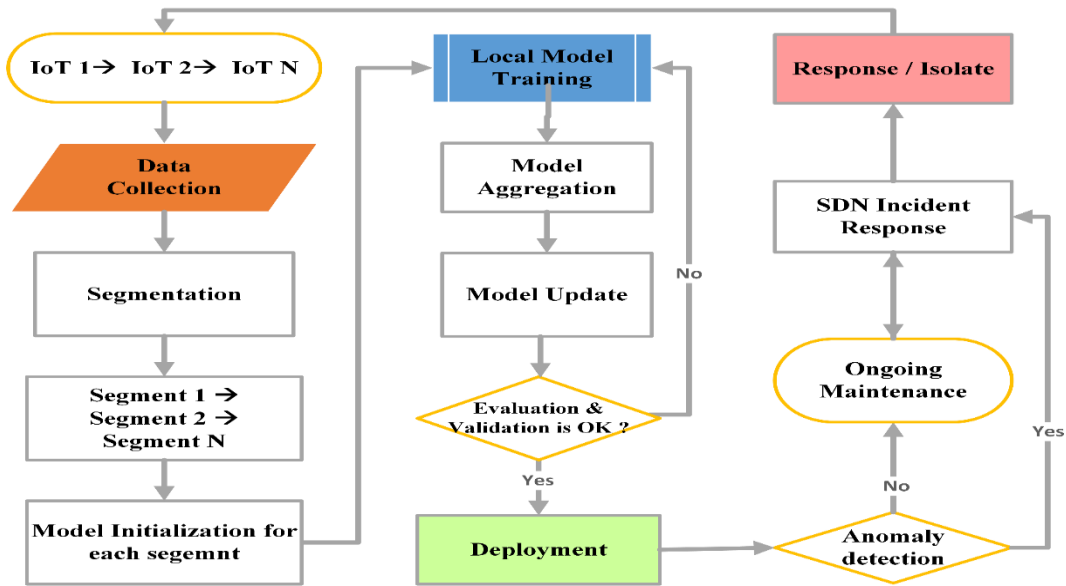 IoT 1→ IoT 2→ IoT N
Data
Collection
Segmentation
Segment 1 →
Segment 2 →
Segment N
Model Initialization for
each segemnt
Local Model
Training
Model
Aggregation
Model Update
No
Evaluation &
Validation is OK ?
Yes
Deployment
Response / Isolate
SDN Incident
Response
Ongoing
Maintenance
Yes
No
Anomaly
detection